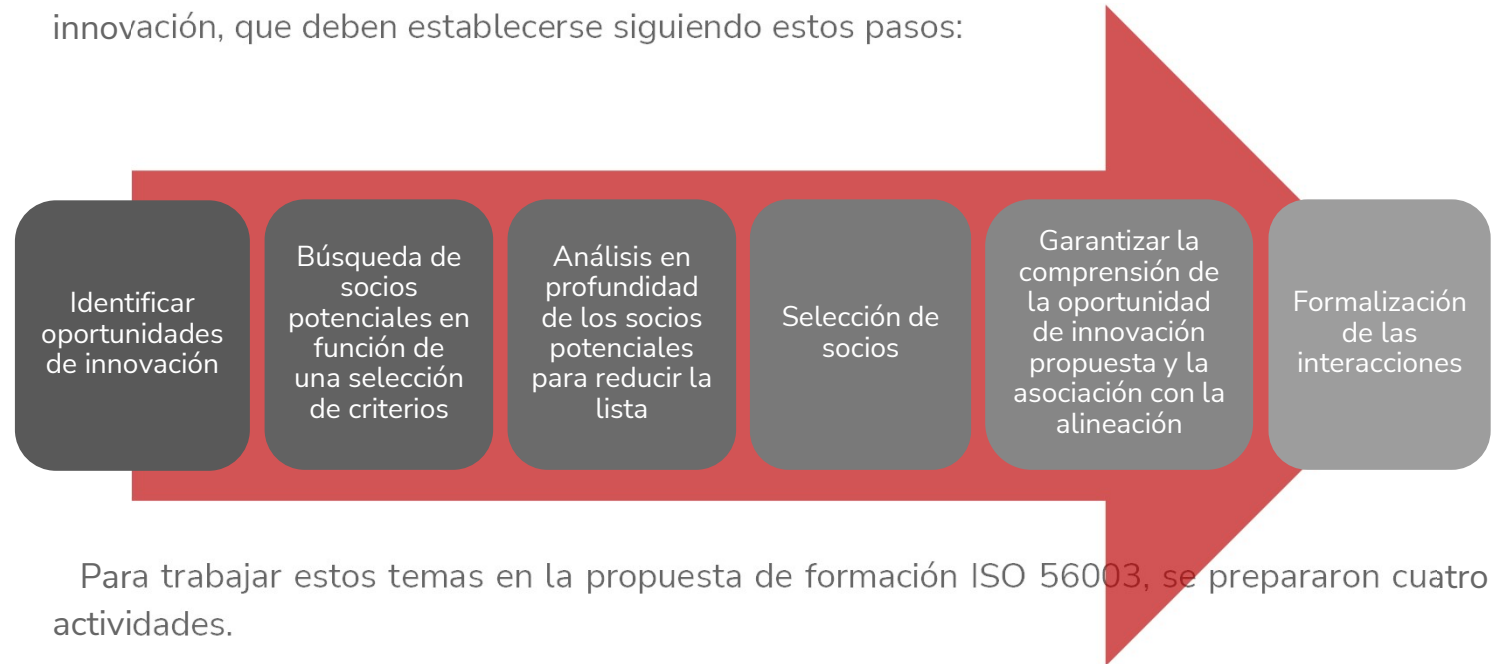 innovación, que deben establecerse siguiendo estos pasos:
Identificar
oportunidades
de innovación
Búsqueda de
socios
potenciales en
función de
una selección
de criterios
Análisis en
profundidad
de los socios
potenciales
para reducir la
lista
Selección de
socios
Garantizar la
comprensión de
la oportunidad
de innovación
propuesta y la
asociación con la
alineación
Formalización
de las
interacciones
Para trabajar estos temas en la propuesta de formación ISO 56003, se prepararon cuatro
actividades.